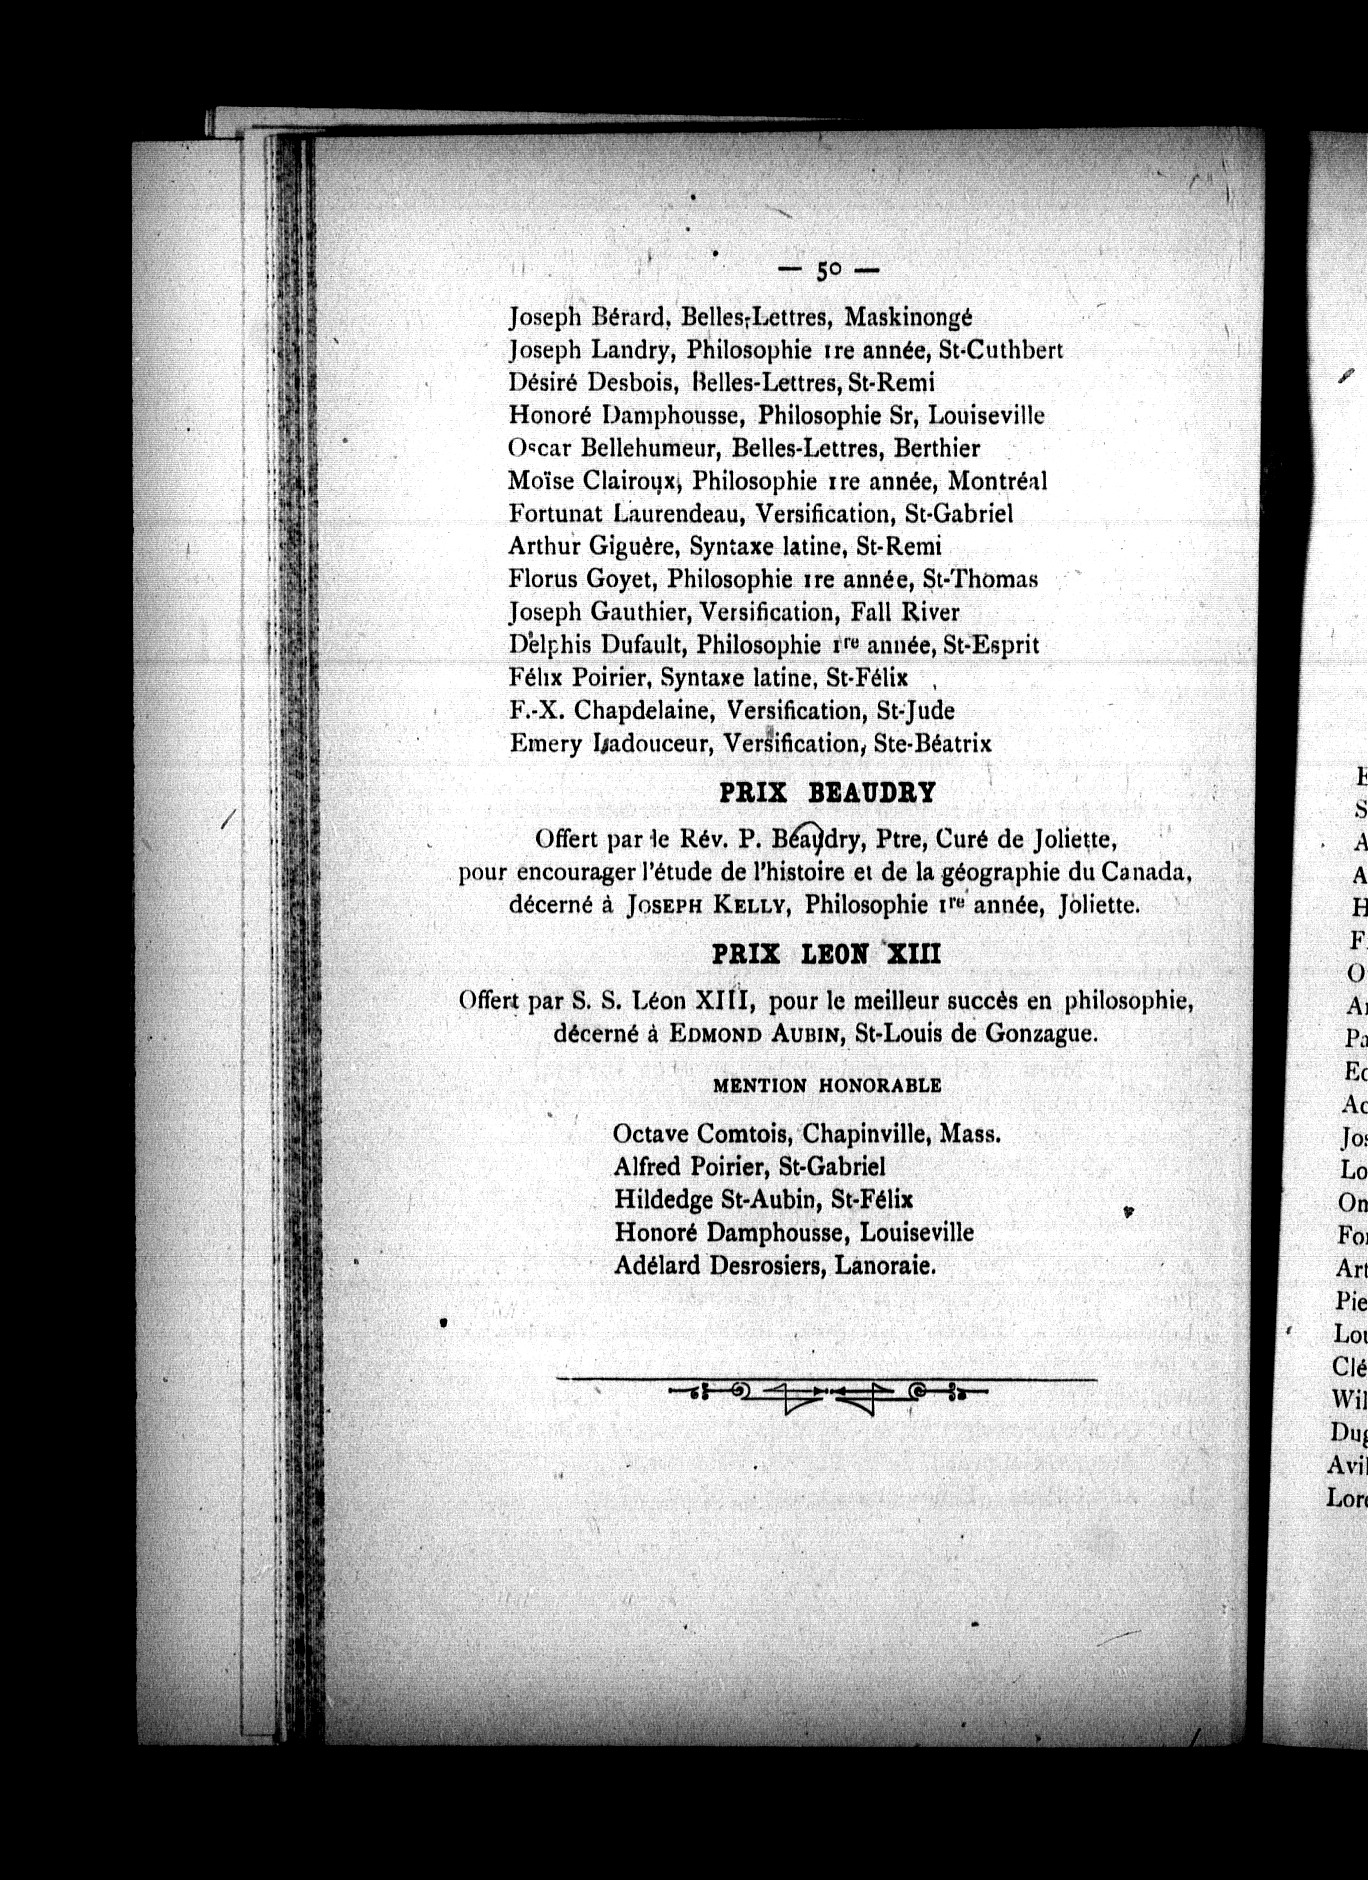 — 50 —
Joseph Bérard, Belles-Lettres, Maskinongé
Joseph Landry, Philosophie 1re année, St-Cuthbert
Désiré Desbois, Belles-Lettres, St-Remi
Honoré Damphousse, Philosophie Sr, Louiseville
Oscar Bellehumeur, Belles-Lettres, Berthier
Moïse Clairoux, Philosophie 1re année, Montréal
Fortunat Laurendeau, Versification, St-Gabriel
Arthur Giguère, Syntaxe latine, St-Remi
Florus Goyet, Philosophie 1re année, St-Thomas
Joseph Gauthier, Versification, Fall River
Delphis Dufault, Philosophie 1re année, St-Esprit
Félix Poirier, Syntaxe latine, St-Félix
F.-X. Chapdelaine, Versification, St-Jude
Emery Ladouceur, Versification, Ste-Béatrix
PRIX BEAUDRY
Offert par le Rév. P. Beaudry, Ptre, Curé de Joliette,
pour encourager l'étude de l'histoire et de la géographie du Canada,
décerné à JOSEPH KELLY, Philosophie 1re année, Joliette.
PRIX LEON XIII
Offert par S. S. Léon XIII, pour le meilleur succès en philosophie,
décerné à EDMOND AUBIN, St-Louis de Gonzague.
MENTION HONORABLE
Octave Comtois, Chapinville, Mass.
Alfred Poirier, St-Gabriel
Hildedge St-Aubin, St-Félix
Honoré Damphousse, Louiseville
Adélard Desrosiers, Lanoraie.